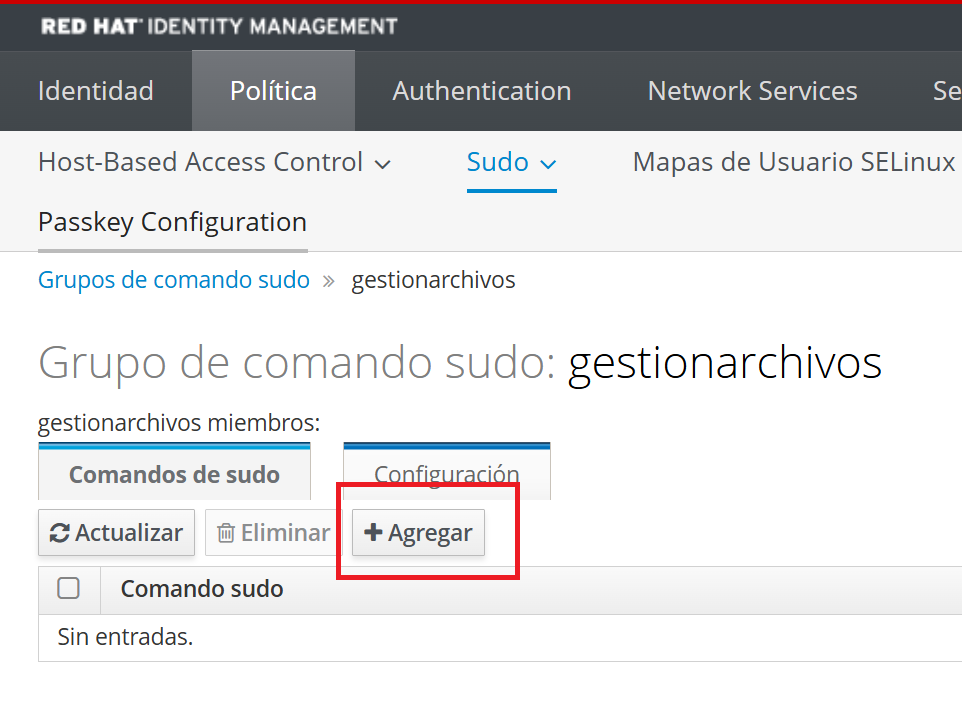 RED HAT IDENTITY MANAGEMENT
Identidad Política Authentication Network Services Se
Host-Based Access Control Sudo Mapas de Usuario SELinux
Passkey Configuration
Grupos de comando sudo » gestionarchivos
Grupo de comando sudo: gestionarchivos
gestionarchivos miembros:
Comandos de sudo Configuración
Actualizar Eliminar + Agregar
Comando sudo
Sin entradas.